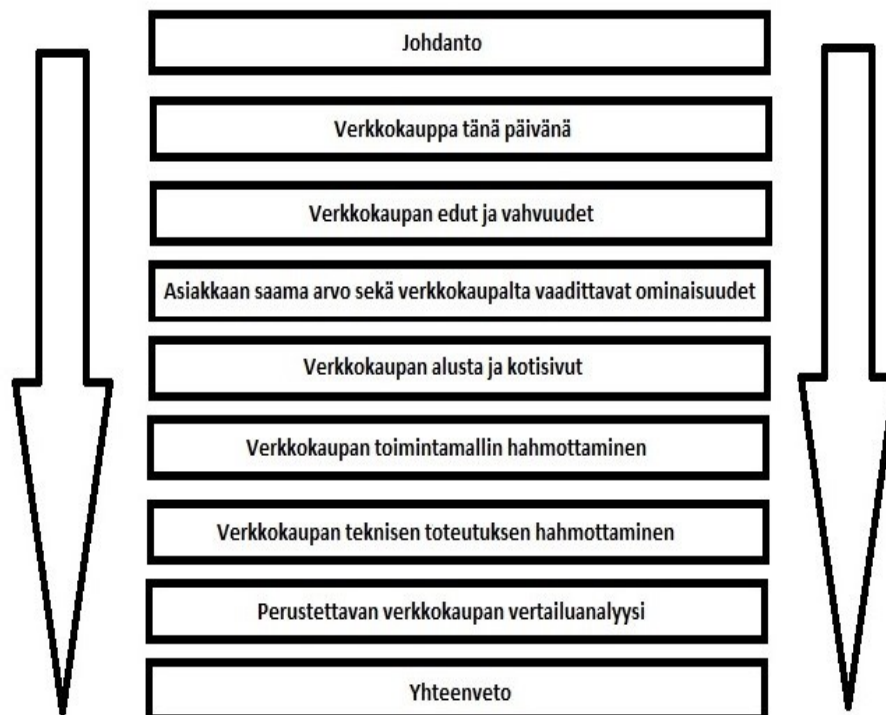 Johdanto
Verkkokauppa tänä päivänä
Verkkokaupan edut ja vahvuudet
Asiakkaan saama arvo sekä verkkokaupalta vaadittavat ominaisuudet
Verkkokaupan alusta ja kotisivut
Verkkokaupan toimintamallin hahmottaminen
Verkkokaupan teknisen toteutuksen hahmottaminen
Perustettavan verkkokaupan vertailuanalyysi
Yhteenveto